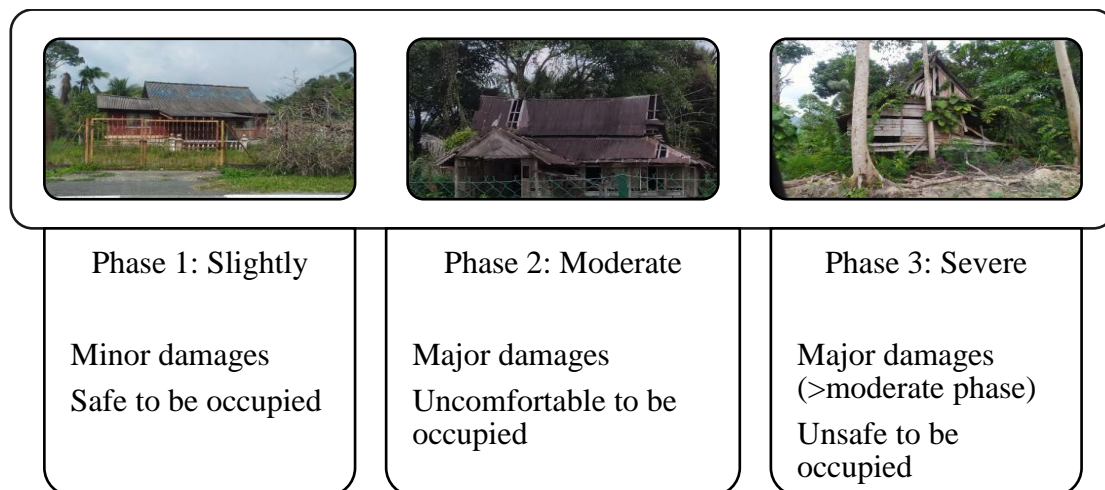 Phase 1: Slightly
Minor damages
Safe to be occupied
Phase 2: Moderate
Major damages
Uncomfortable to be
occupied
Phase 3: Severe
Major damages
(>moderate phase)
Unsafe to be
occupied